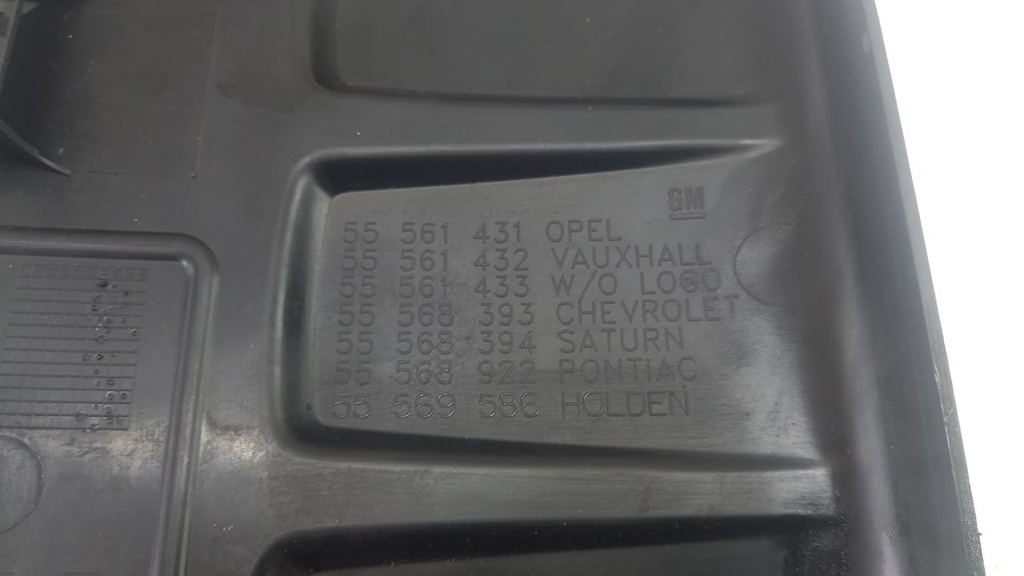 GM
55 561 431 OPEL
55 561 432 VAUXHALL
55 561 433 W/O LOGO
55 568 393 CHEVROLET
55 568 394 SATURN
55 568 922 PONTIAC
55 569 586 HOLDEN